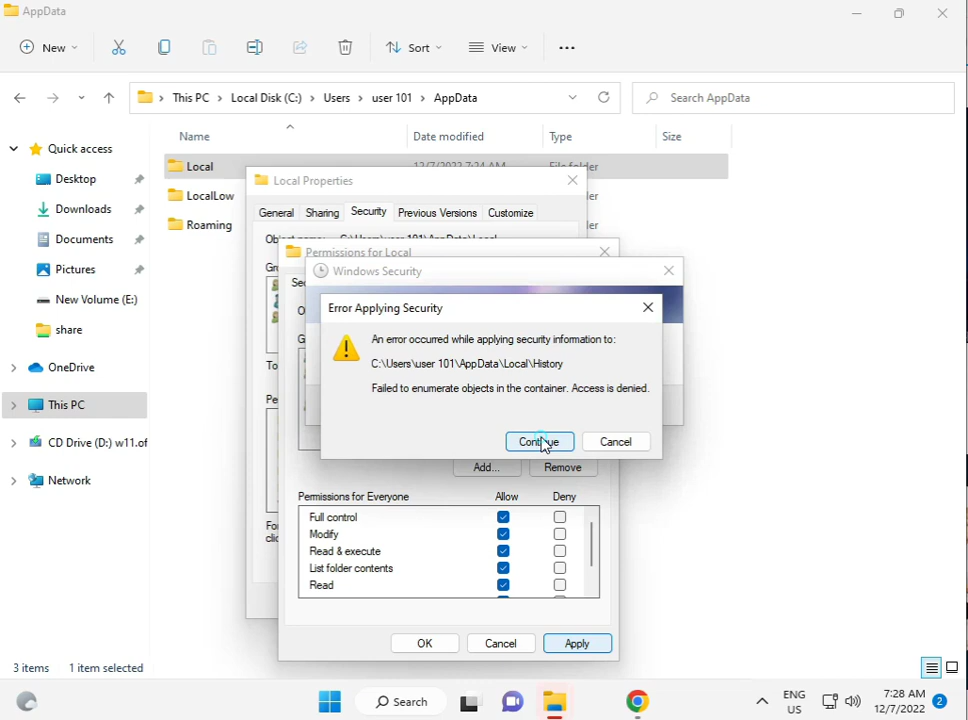 AppData
New
Sort
View
This PC > Local Disk (C:) > Users > user 101 > AppData
Search AppData
Name
Date modified
Type
Size
Quick access
Desktop
Downloads
Documents
Pictures
New Volume (E:)
share
OneDrive
This PC
CD Drive (D:) w11.of
Network
Local
LocalLow
Roaming
Local Properties
General
Sharing
Security
Previous Versions
Customize
Permissions for Local
Windows Security
Error Applying Security
An error occurred while applying security information to:
C:\Users\user 101\AppData\Local\History
Failed to enumerate objects in the container. Access is denied.
Continue
Cancel
Add...
Remove
Permissions for Everyone
Allow
Deny
Full control
Modify
Read & execute
List folder contents
Read
OK
Cancel
Apply
3 items
1 item selected
Search
ENG
US
7:28 AM
12/7/2022
2